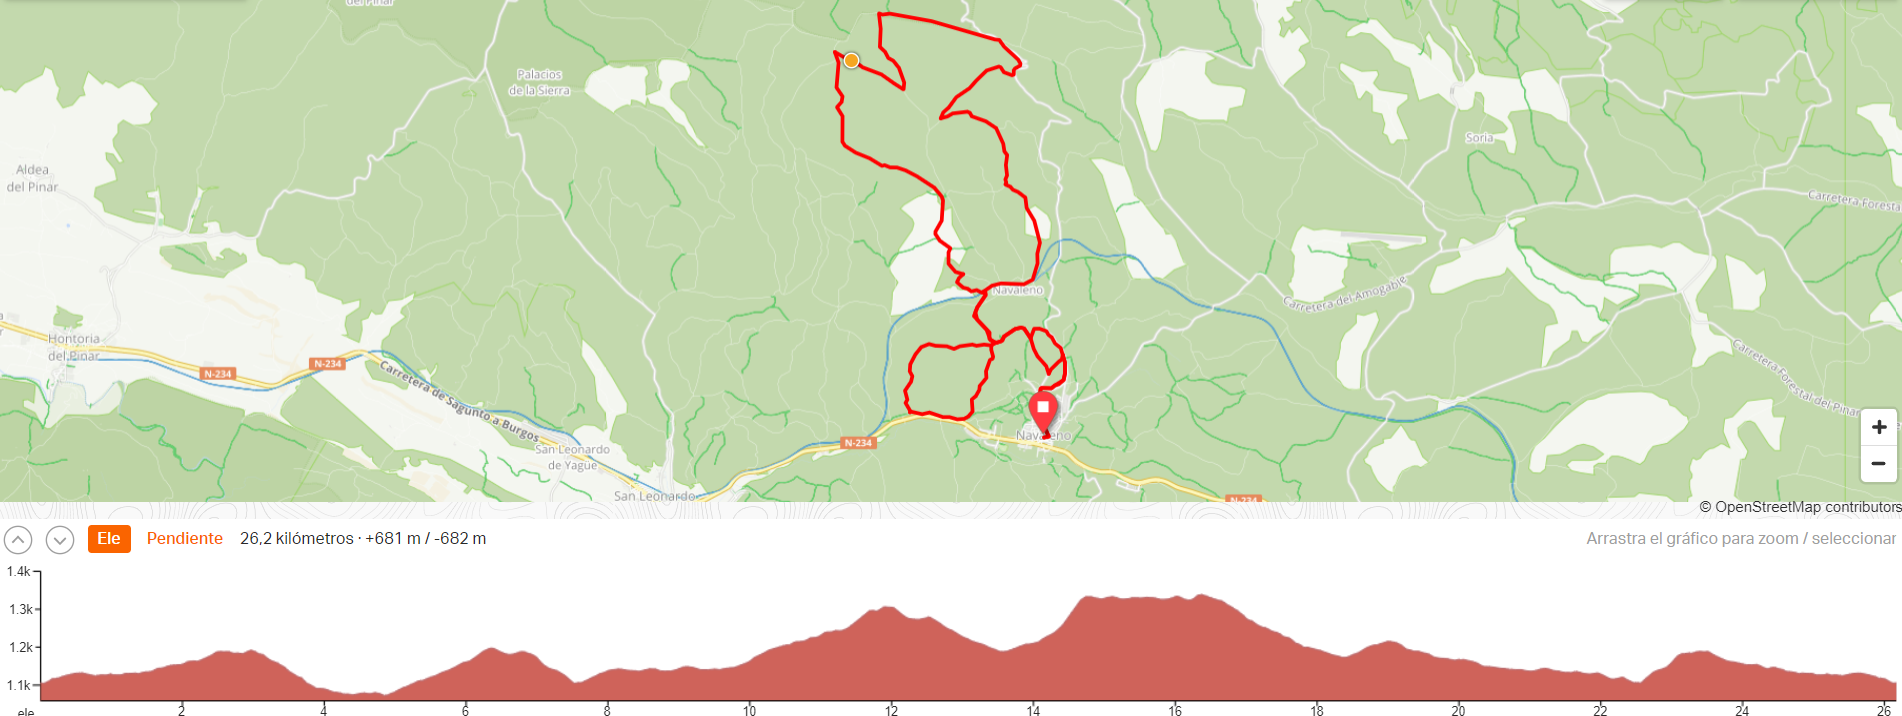 del Pinar
Palacios
de la Sierra
Soria
Aldea
del Pinar
Carretera Foresta
Navaleno
Carretera del Amogable
Hontoria
del Pinar
N-234
N-234
Carretera de Sagunto a Burgos
Carretera Forestal del Pinar
N-234
San Leonardo
de Yagüe
Navaleno
San Leonardo
N-234
+
−
© OpenStreetMap contributors
Ele
Pendiente
26,2 kilómetros · +681 m / -682 m
Arrastra el gráfico para zoom / seleccionar
1.4k
1.3k
1.2k
1.1k
ele
2 4 6 8 10 12 14 16 18 20 22 24 26